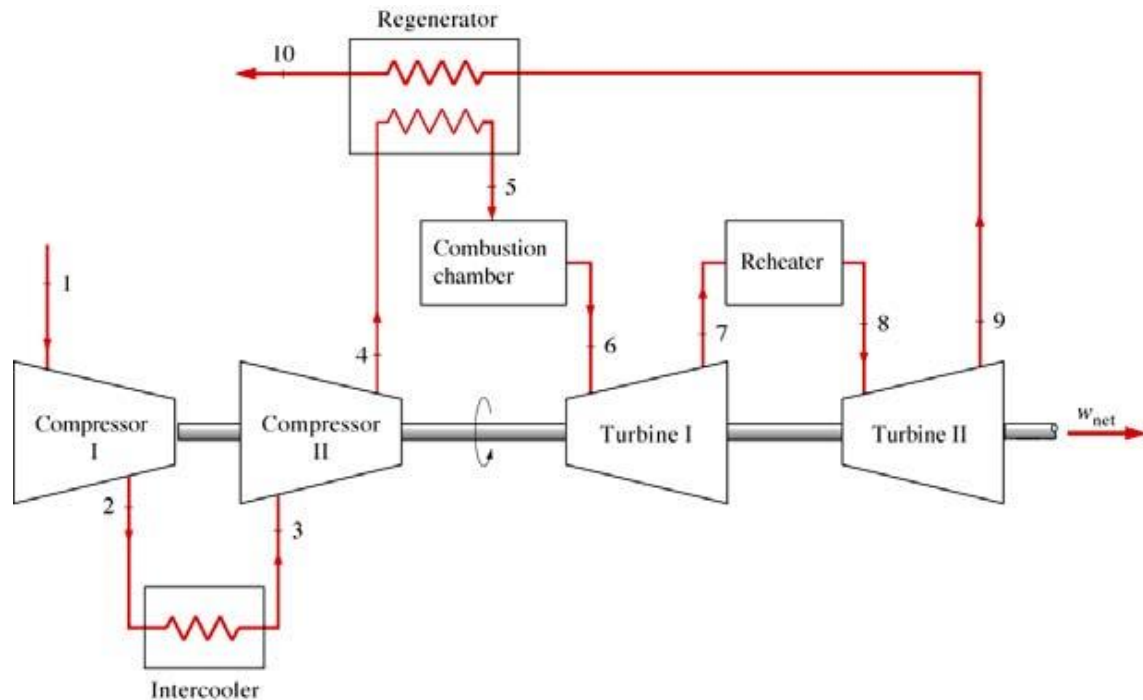 Regenerator
10
5
Combustion
chamber
Reheater
1
4
6
7
8
9
Compressor
I
Compressor
II
Turbine I
Turbine II
w_net
2
3
Intercooler